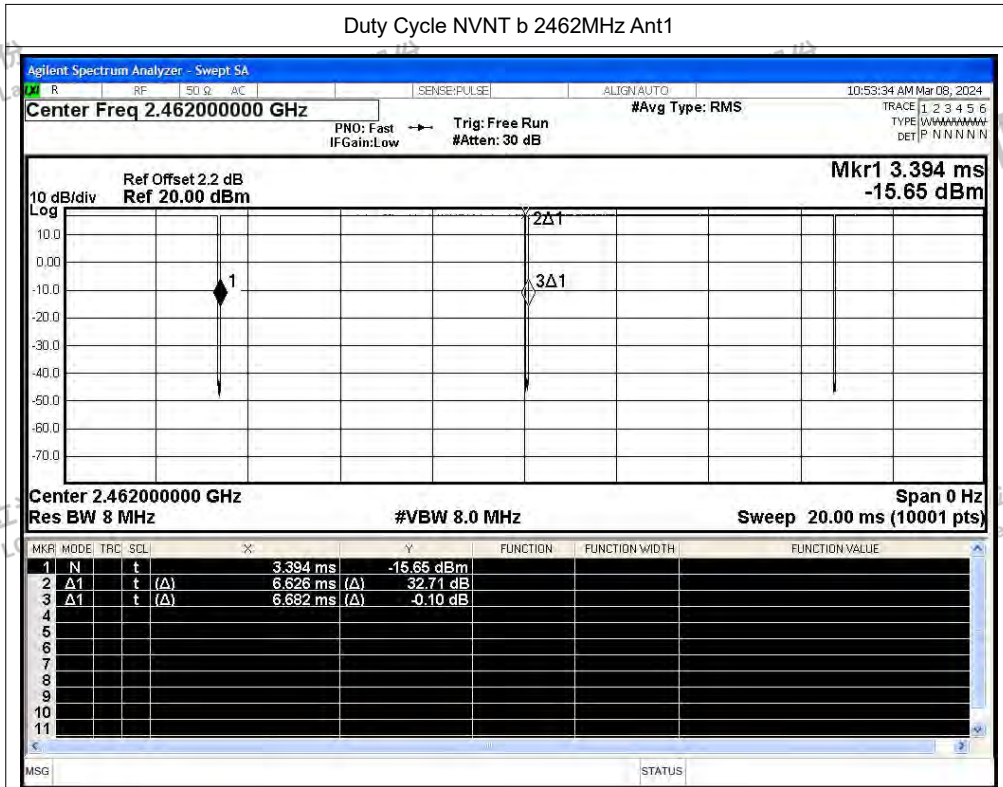 Duty Cycle NVNT b 2462MHz Ant1
Agilent Spectrum Analyzer - Swept SA
R RF 50 Ω AC SENSE:PULSE ALIGN AUTO 10:53:34 AM Mar 08, 2024
Center Freq 2.462000000 GHz #Avg Type: RMS TRACE 1 2 3 4 5 6
PNO: Fast Trig: Free Run TYPE WWWWWW
IFGain:Low #Atten: 30 dB DET P N N N N N
Mkr1 3.394 ms
Ref Offset 2.2 dB
10 dB/div Ref 20.00 dBm -15.65 dBm
Log
2Δ1
10.0
0.00
1 3Δ1
-10.0
-20.0
-30.0
-40.0
-50.0
-60.0
-70.0
Center 2.462000000 GHz Span 0 Hz
Res BW 8 MHz #VBW 8.0 MHz Sweep 20.00 ms (10001 pts)
MKR MODE TRC SCL X Y FUNCTION FUNCTION WIDTH FUNCTION VALUE
1 N t 3.394 ms -15.65 dBm
2 Δ1 t (Δ) 6.626 ms (Δ) 32.71 dB
3 Δ1 t (Δ) 6.682 ms (Δ) -0.10 dB
4
5
6
7
8
9
10
11
MSG STATUS